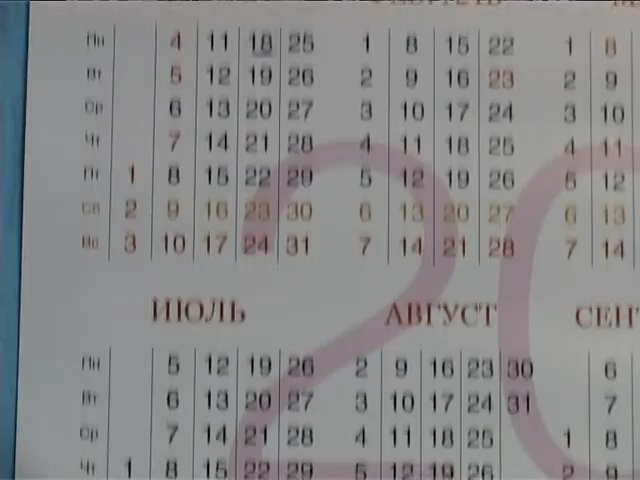 Пн 4 11 18 25 1 8 15 22 1 8
Вт 5 12 19 26 2 9 16 23 2 9
Ср 6 13 20 27 3 10 17 24 3 10
Чт 7 14 21 28 4 11 18 25 4 11
Пт 1 8 15 22 29 5 12 19 26 5 12
Сб 2 9 16 23 30 6 13 20 27 6 13
Вс 3 10 17 24 31 7 14 21 28 7 14
ИЮЛЬ АВГУСТ СЕНТ
Пн 5 12 19 26 2 9 16 23 30 6
Вт 6 13 20 27 3 10 17 24 31 7
Ср 7 14 21 28 4 11 18 25 1 8
Чт 1 8 15 22 29 5 12 19 26 2 9
20